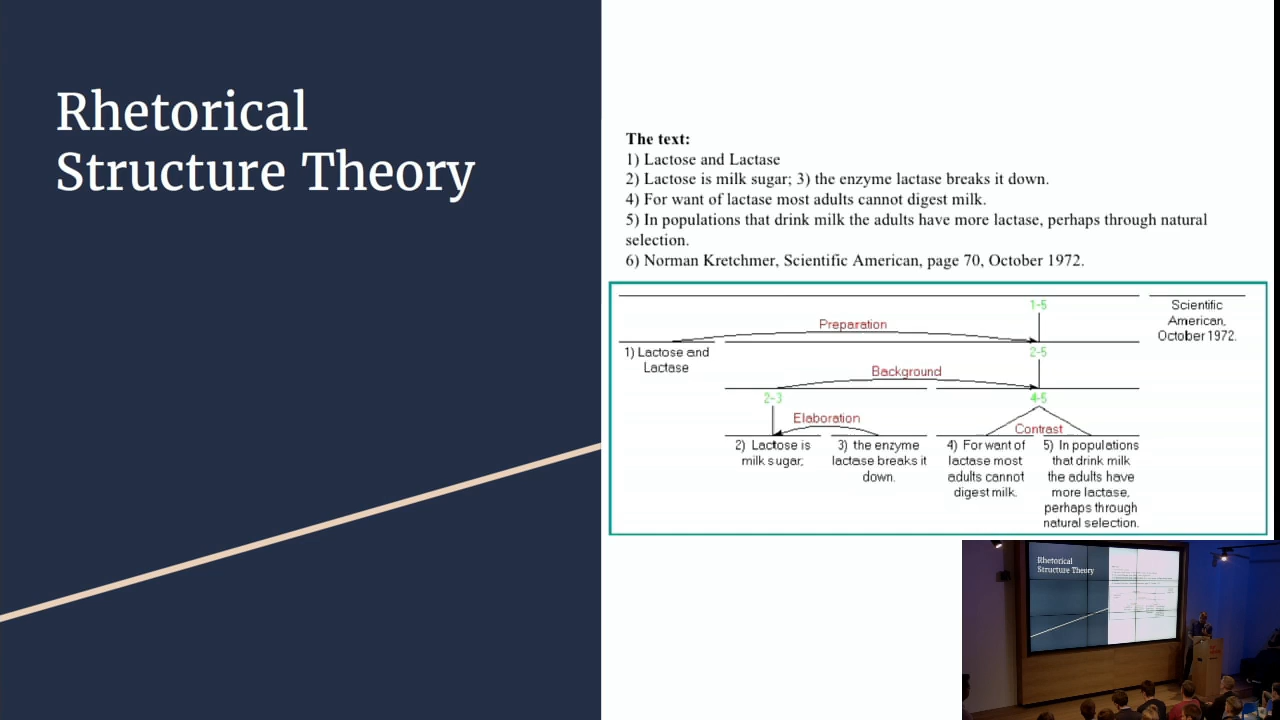 Rhetorical
Structure Theory
The text:
1) Lactose and Lactase
2) Lactose is milk sugar; 3) the enzyme lactase breaks it down.
4) For want of lactase most adults cannot digest milk.
5) In populations that drink milk the adults have more lactase, perhaps through natural
selection.
6) Norman Kretchmer, Scientific American, page 70, October 1972.
1-5
Scientific
American,
October 1972.
Preparation
1) Lactose and
Lactase
2-5
Background
2-3
4-5
Elaboration
Contrast
2) Lactose is
milk sugar;
3) the enzyme
lactase breaks it
down.
4) For want of
lactase most
adults cannot
digest milk.
5) In populations
that drink milk
the adults have
more lactase,
perhaps through
natural selection.
Rhetorical
Structure Theory